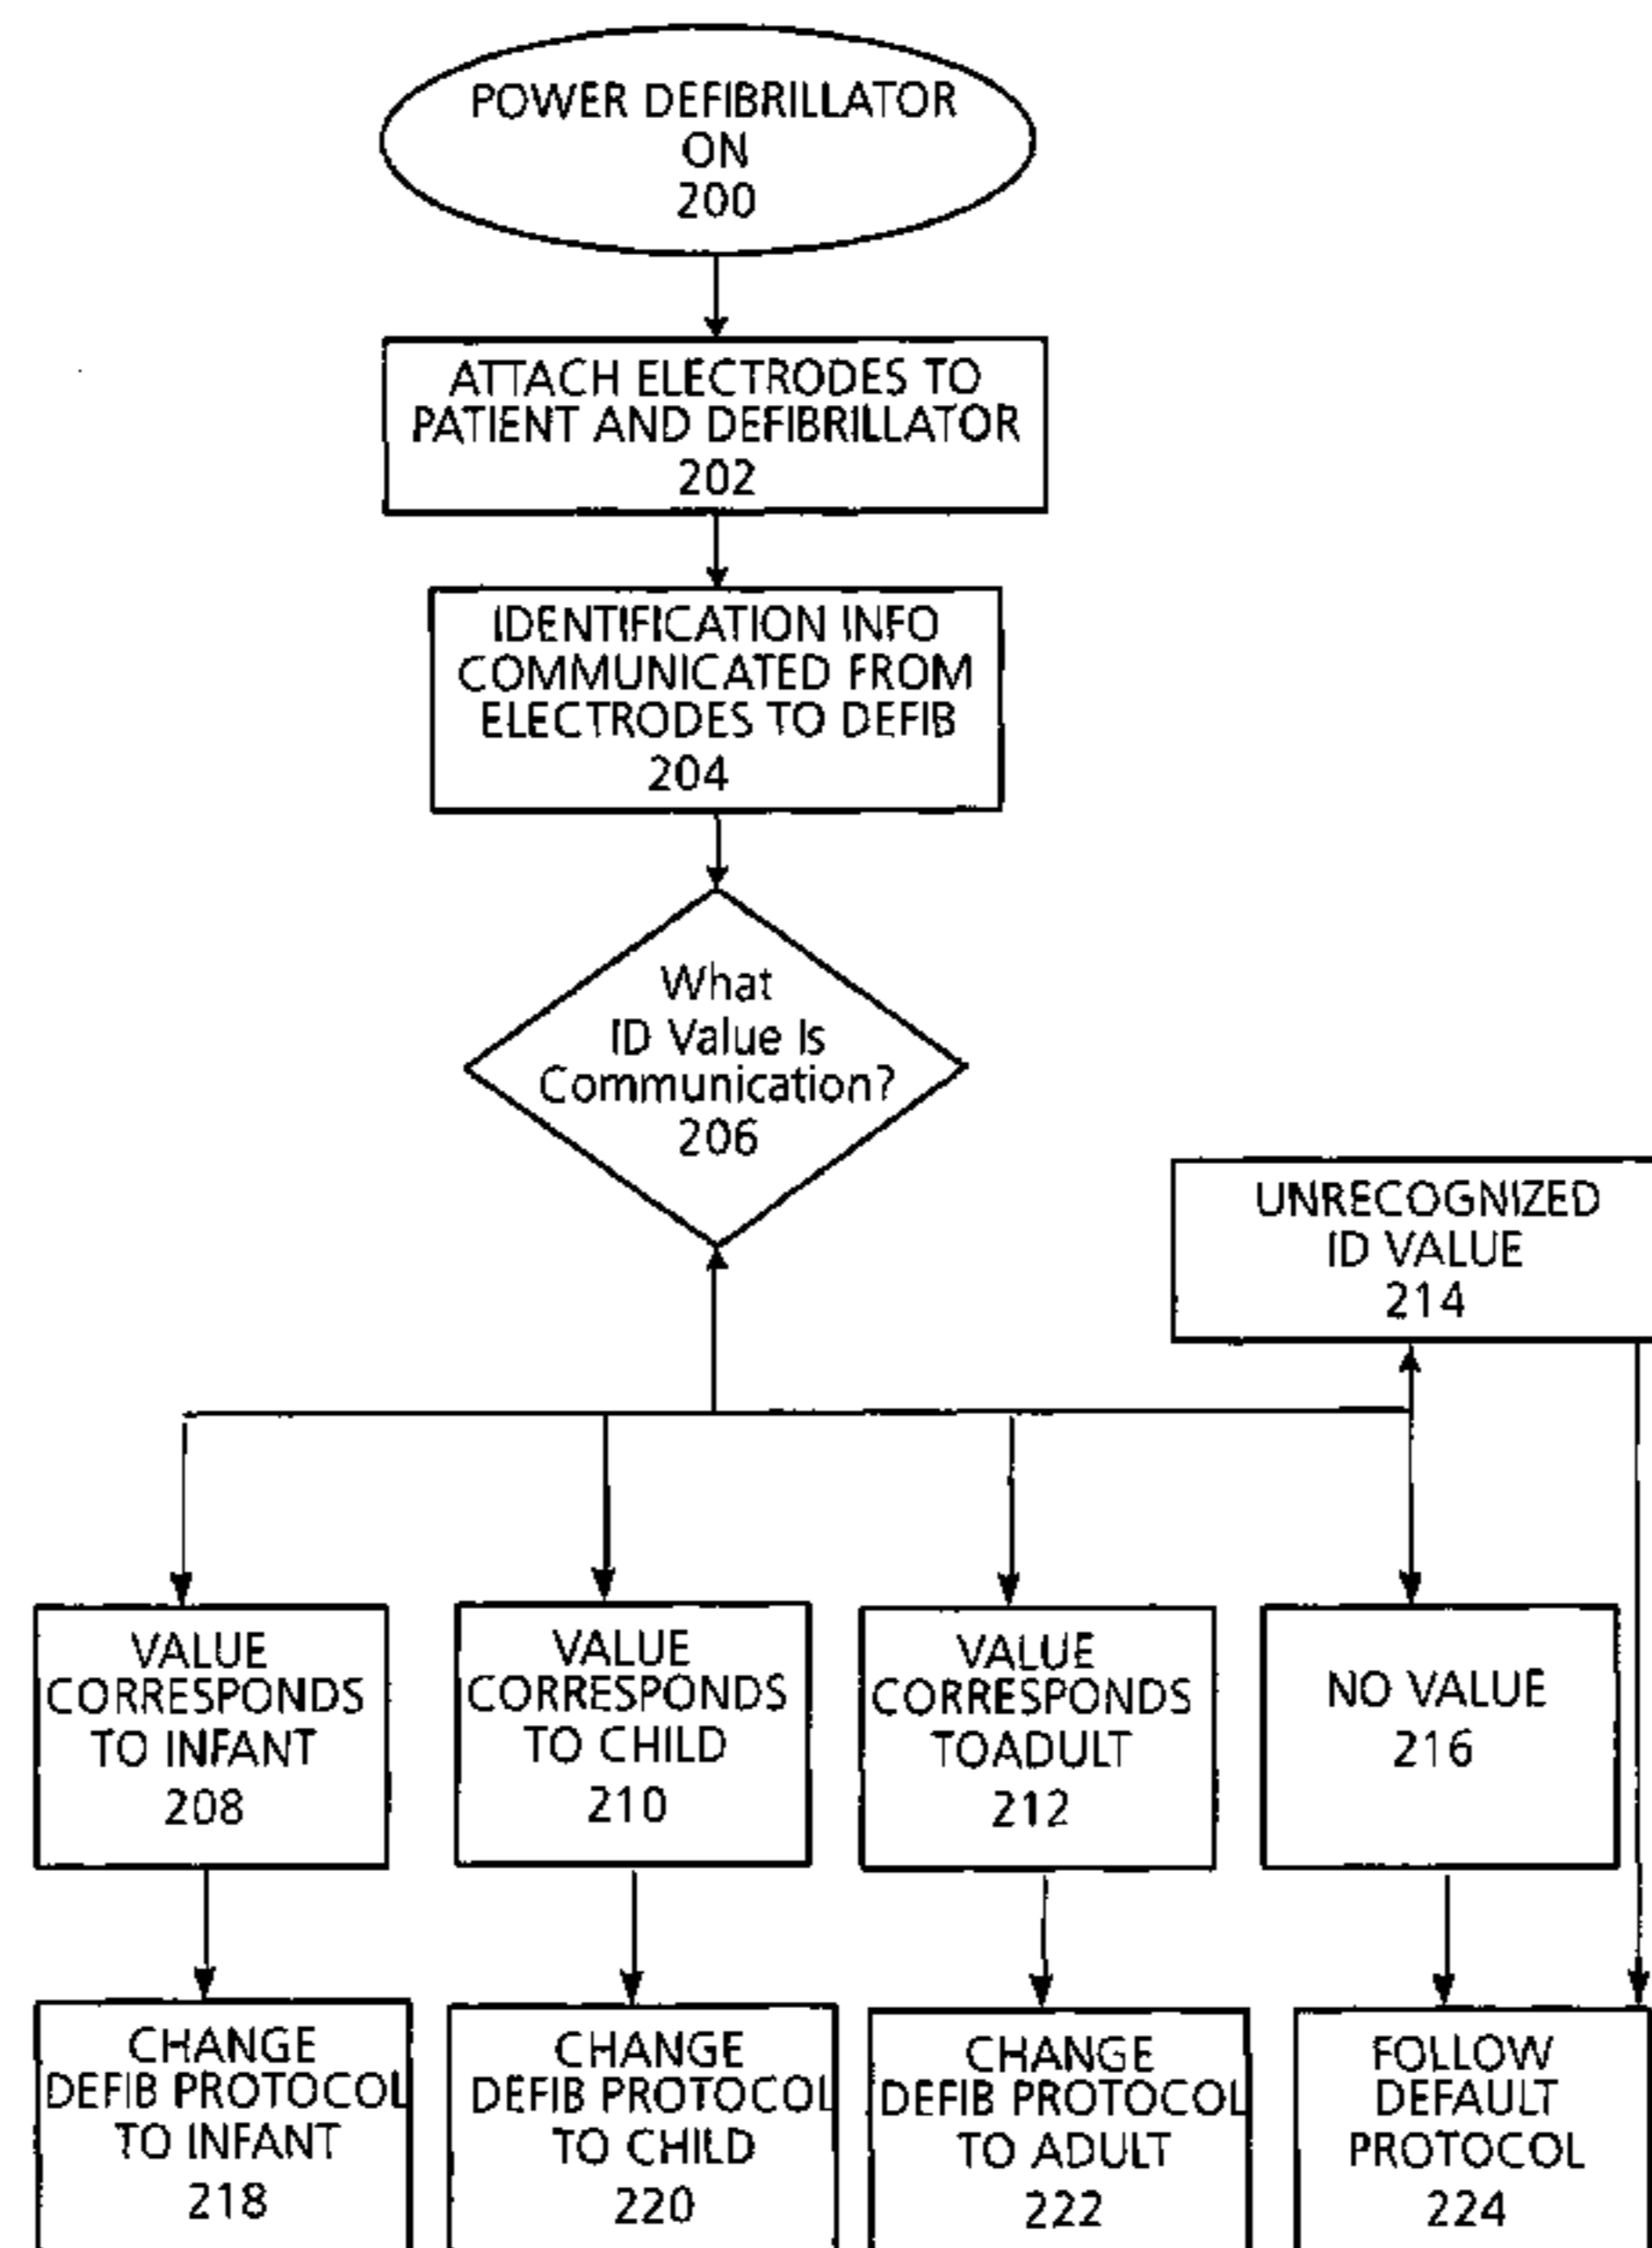 POWER DEFIBRILLATOR
ON
200
ATTACH ELECTRODES TO
PATIENT AND DEFIBRILLATOR
202
IDENTIFICATION INFO
COMMUNICATED FROM
ELECTRODES TO DEFIB
204
What
ID Value Is
Communication?
206
UNRECOGNIZED
ID VALUE
214
VALUE
CORRESPONDS
TO INFANT
208
VALUE
CORRESPONDS
TO CHILD
210
VALUE
CORRESPONDS
TOADULT
212
NO VALUE
216
CHANGE
DEFIB PROTOCOL
TO INFANT
218
CHANGE
DEFIB PROTOCOL
TO CHILD
220
CHANGE
DEFIB PROTOCOL
TO ADULT
222
FOLLOW
DEFAULT
PROTOCOL
224